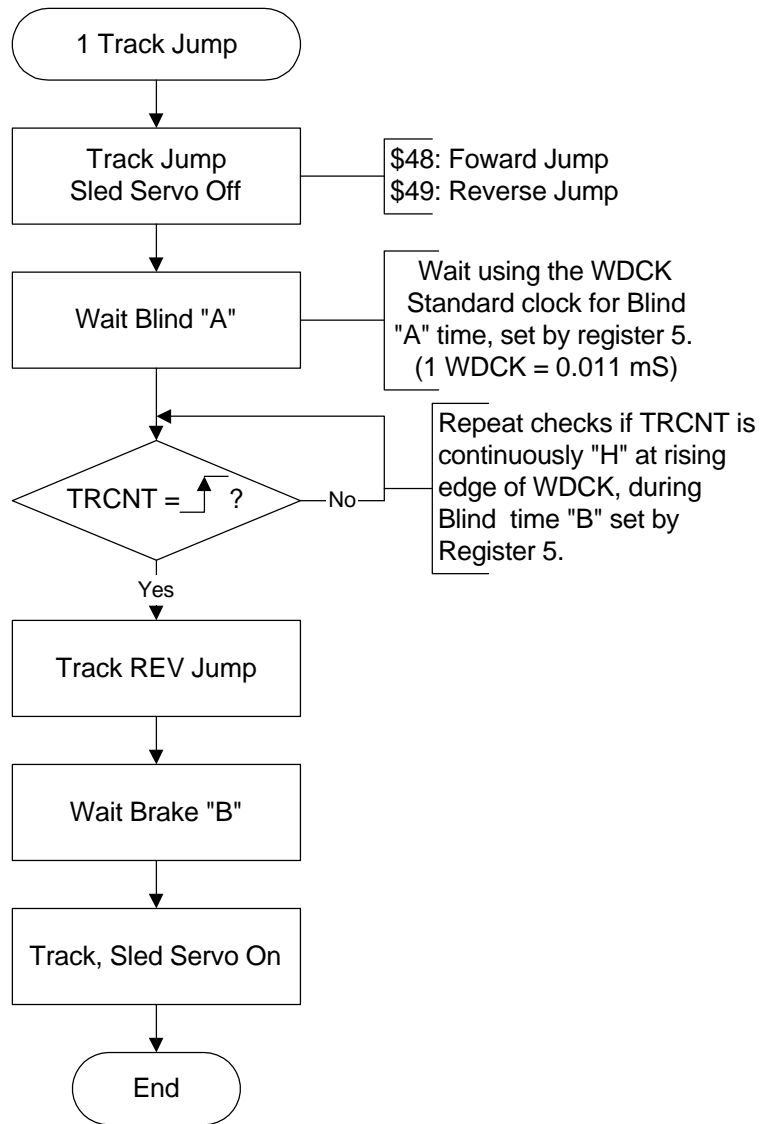 1 Track Jump
Track Jump
Sled Servo Off
$48: Foward Jump
$49: Reverse Jump
Wait Blind "A"
Wait using the WDCK
Standard clock for Blind
"A" time, set by register 5.
(1 WDCK = 0.011 mS)
TRCNT = ?
No
Repeat checks if TRCNT is
continuously "H" at rising
edge of WDCK, during
Blind time "B" set by
Register 5.
Yes
Track REV Jump
Wait Brake "B"
Track, Sled Servo On
End